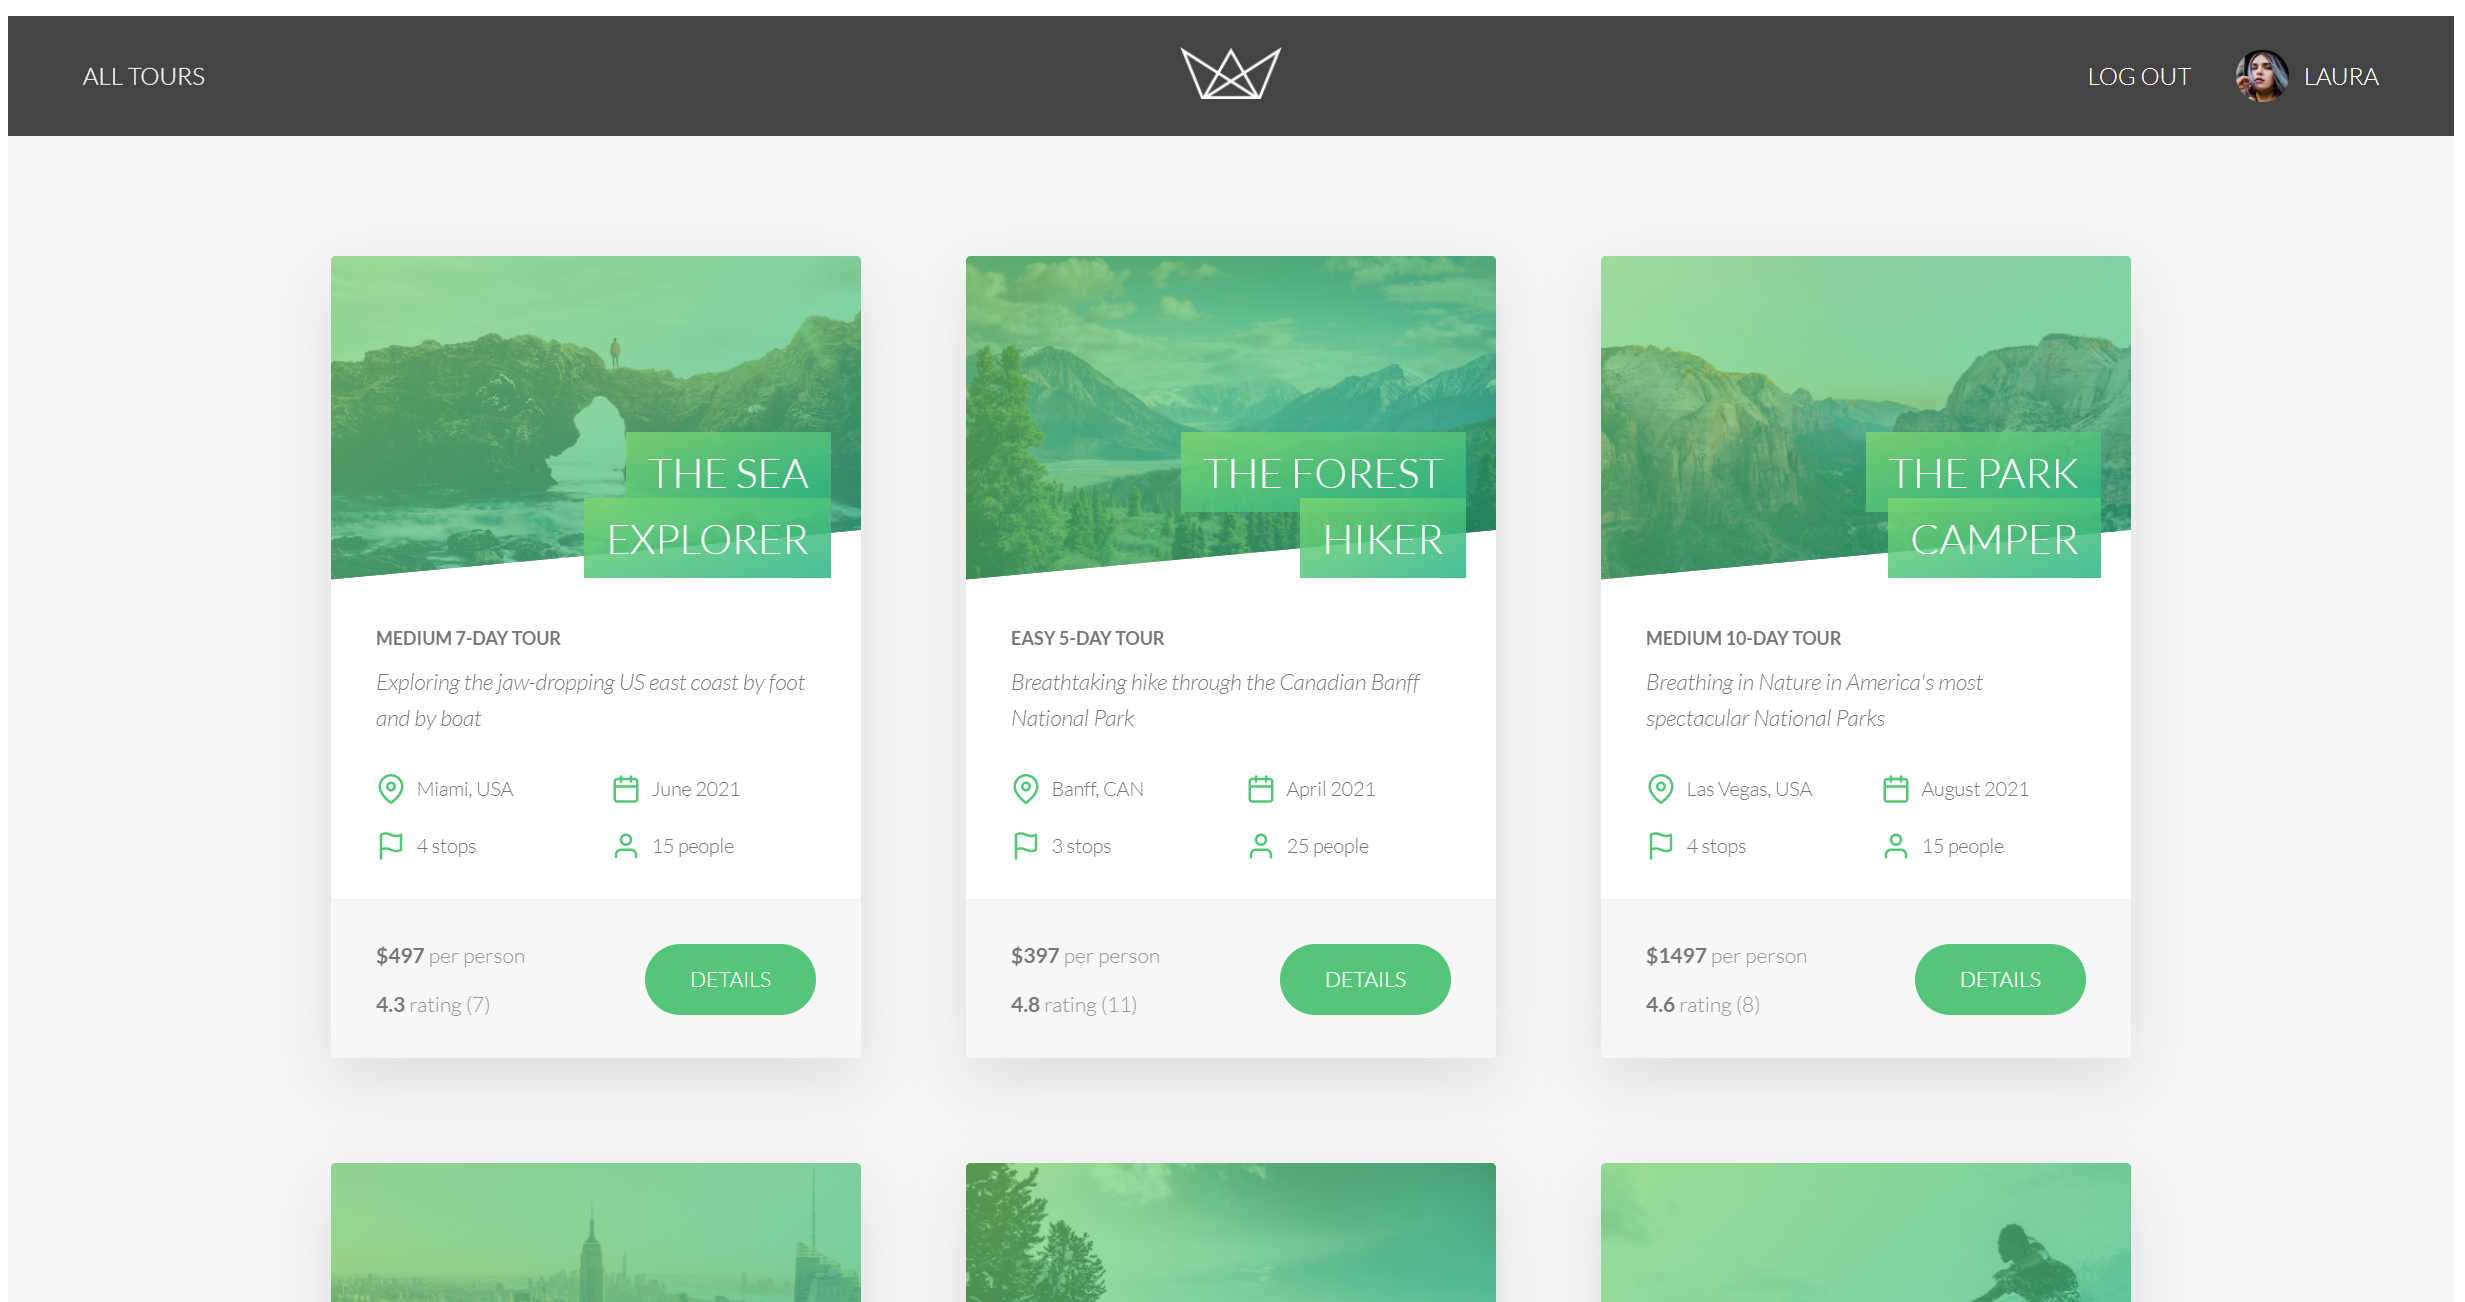 ALL TOURS
LOG OUT
LAURA
THE SEA
EXPLORER
MEDIUM 7-DAY TOUR
Exploring the jaw-dropping US east coast by foot
and by boat
Miami, USA
June 2021
4 stops
15 people
$497 per person
4.3 rating (7)
DETAILS
THE FOREST
HIKER
EASY 5-DAY TOUR
Breathtaking hike through the Canadian Banff
National Park
Banff, CAN
April 2021
3 stops
25 people
$397 per person
4.8 rating (11)
DETAILS
THE PARK
CAMPER
MEDIUM 10-DAY TOUR
Breathing in Nature in America's most
spectacular National Parks
Las Vegas, USA
August 2021
4 stops
15 people
$1497 per person
4.6 rating (8)
DETAILS